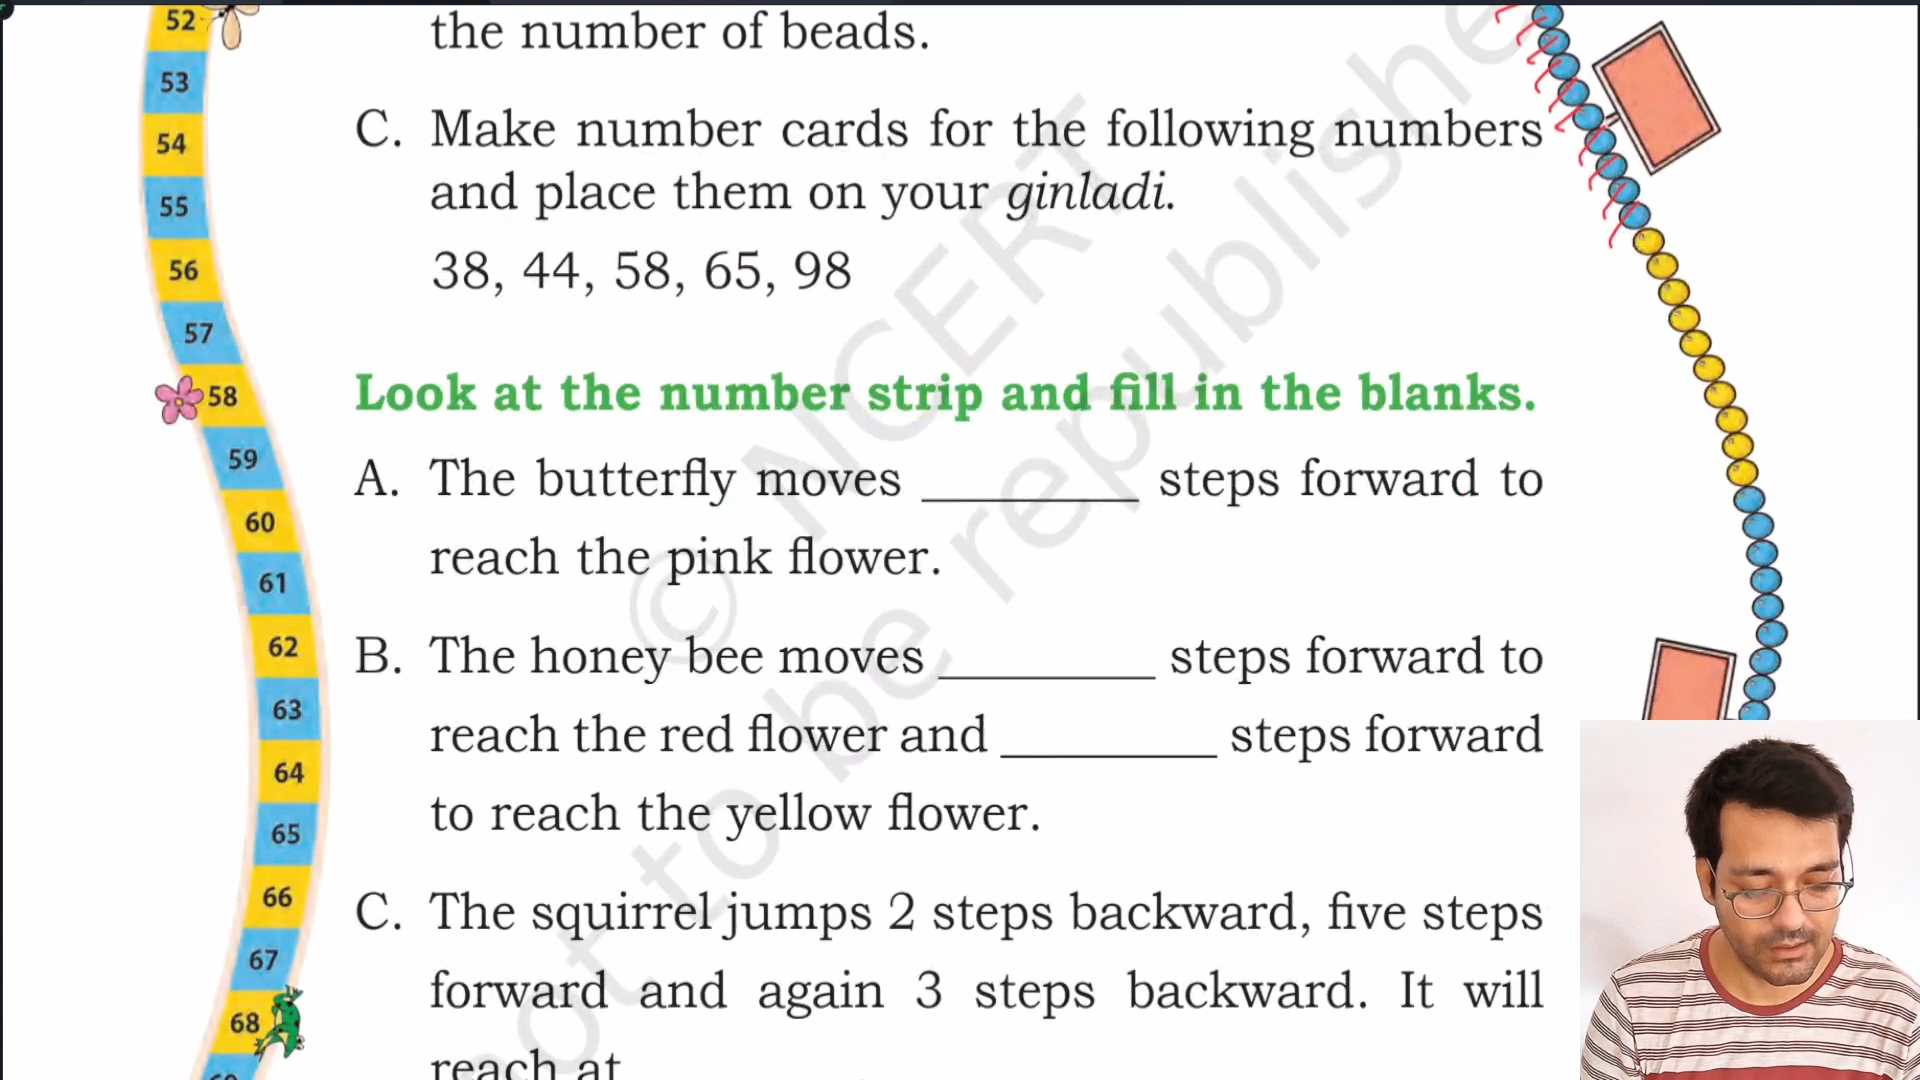 52
53
54
55
56
57
58
59
60
61
62
63
64
65
66
67
68
the number of beads.
C. Make number cards for the following numbers
and place them on your ginladi.
38, 44, 58, 65, 98
Look at the number strip and fill in the blanks.
A. The butterfly moves ________ steps forward to
reach the pink flower.
B. The honey bee moves ________ steps forward to
reach the red flower and ________ steps forward
to reach the yellow flower.
C. The squirrel jumps 2 steps backward, five steps
forward and again 3 steps backward. It will
reach at
© NCERT
not to be republishe